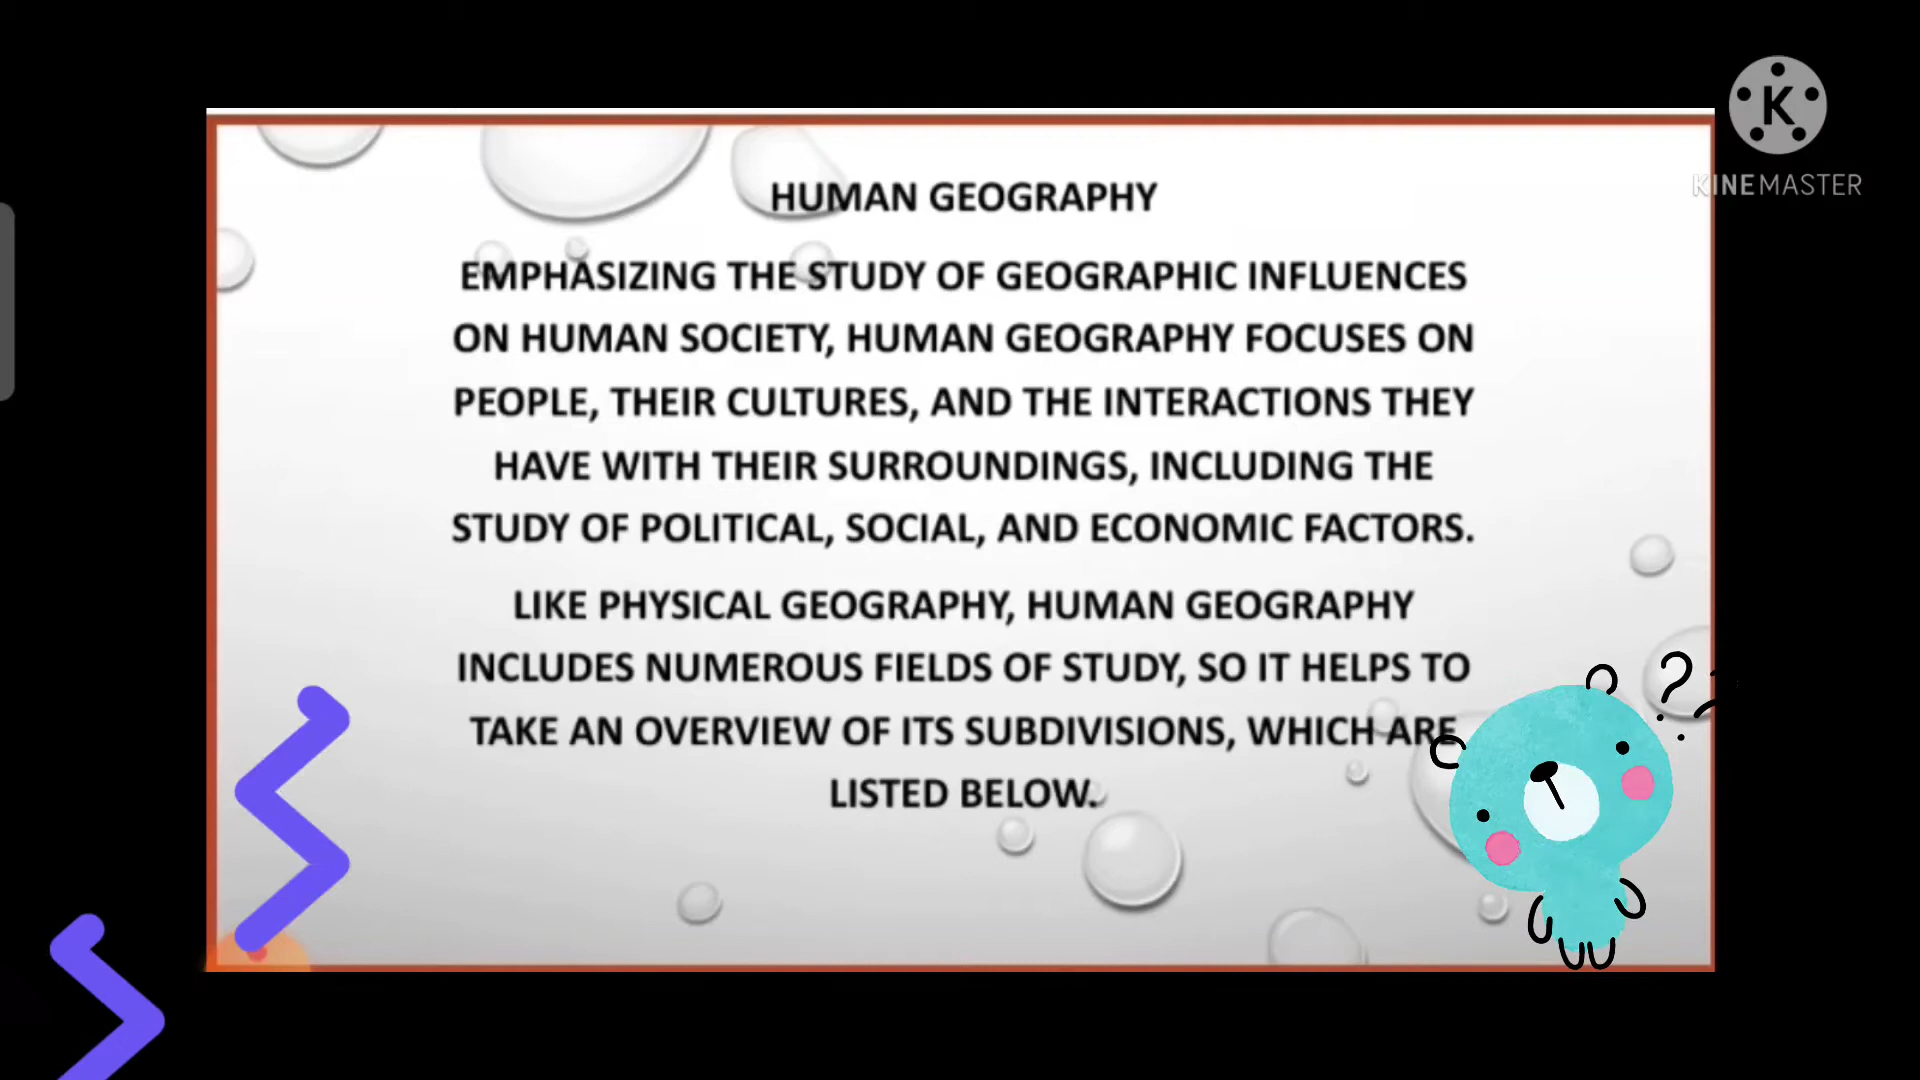 K
KINEMASTER
HUMAN GEOGRAPHY
EMPHASIZING THE STUDY OF GEOGRAPHIC INFLUENCES
ON HUMAN SOCIETY, HUMAN GEOGRAPHY FOCUSES ON
PEOPLE, THEIR CULTURES, AND THE INTERACTIONS THEY
HAVE WITH THEIR SURROUNDINGS, INCLUDING THE
STUDY OF POLITICAL, SOCIAL, AND ECONOMIC FACTORS.
LIKE PHYSICAL GEOGRAPHY, HUMAN GEOGRAPHY
INCLUDES NUMEROUS FIELDS OF STUDY, SO IT HELPS TO
TAKE AN OVERVIEW OF ITS SUBDIVISIONS, WHICH ARE
LISTED BELOW.
? ?